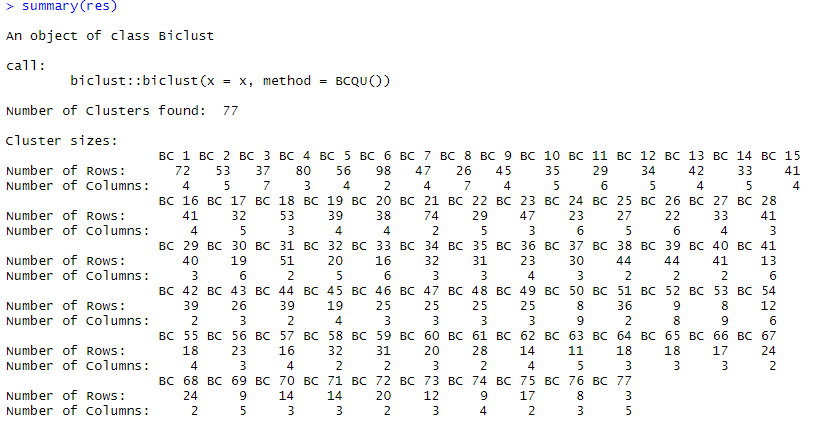 > summary(res)
An object of class Biclust
call:
biclust::biclust(x = x, method = BCQU())
Number of Clusters found:  77
Cluster sizes:
BC 1 BC 2 BC 3 BC 4 BC 5 BC 6 BC 7 BC 8 BC 9 BC 10 BC 11 BC 12 BC 13 BC 14 BC 15
Number of Rows: 72 53 37 80 56 98 47 26 45 35 29 34 42 33 41
Number of Columns: 4 5 7 3 4 2 4 7 4 5 6 5 4 5 4
BC 16 BC 17 BC 18 BC 19 BC 20 BC 21 BC 22 BC 23 BC 24 BC 25 BC 26 BC 27 BC 28
Number of Rows: 41 32 53 39 38 74 29 47 23 27 22 33 41
Number of Columns: 4 5 3 4 4 2 5 3 6 5 6 4 3
BC 29 BC 30 BC 31 BC 32 BC 33 BC 34 BC 35 BC 36 BC 37 BC 38 BC 39 BC 40 BC 41
Number of Rows: 40 19 51 20 16 32 31 23 30 44 44 41 13
Number of Columns: 3 6 2 5 6 3 3 4 3 2 2 2 6
BC 42 BC 43 BC 44 BC 45 BC 46 BC 47 BC 48 BC 49 BC 50 BC 51 BC 52 BC 53 BC 54
Number of Rows: 39 26 39 19 25 25 25 25 8 36 9 8 12
Number of Columns: 2 3 2 4 3 3 3 3 9 2 8 9 6
BC 55 BC 56 BC 57 BC 58 BC 59 BC 60 BC 61 BC 62 BC 63 BC 64 BC 65 BC 66 BC 67
Number of Rows: 18 23 16 32 31 20 28 14 11 18 18 17 24
Number of Columns: 4 3 4 2 2 3 2 4 5 3 3 3 2
BC 68 BC 69 BC 70 BC 71 BC 72 BC 73 BC 74 BC 75 BC 76 BC 77
Number of Rows: 24 9 14 14 20 12 9 17 8 3
Number of Columns: 2 5 3 3 2 3 4 2 3 5